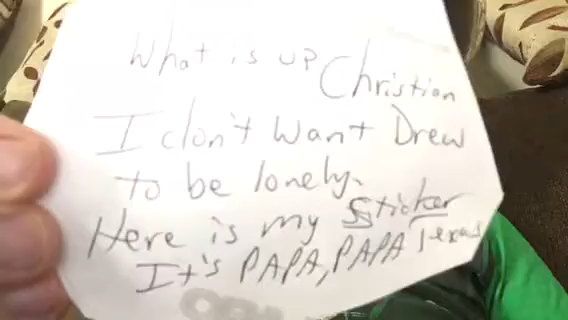 What is up? Christian
I don't want Drew
to be lonely.
Here is my Sticker
It's PAPA, PAPA Texas